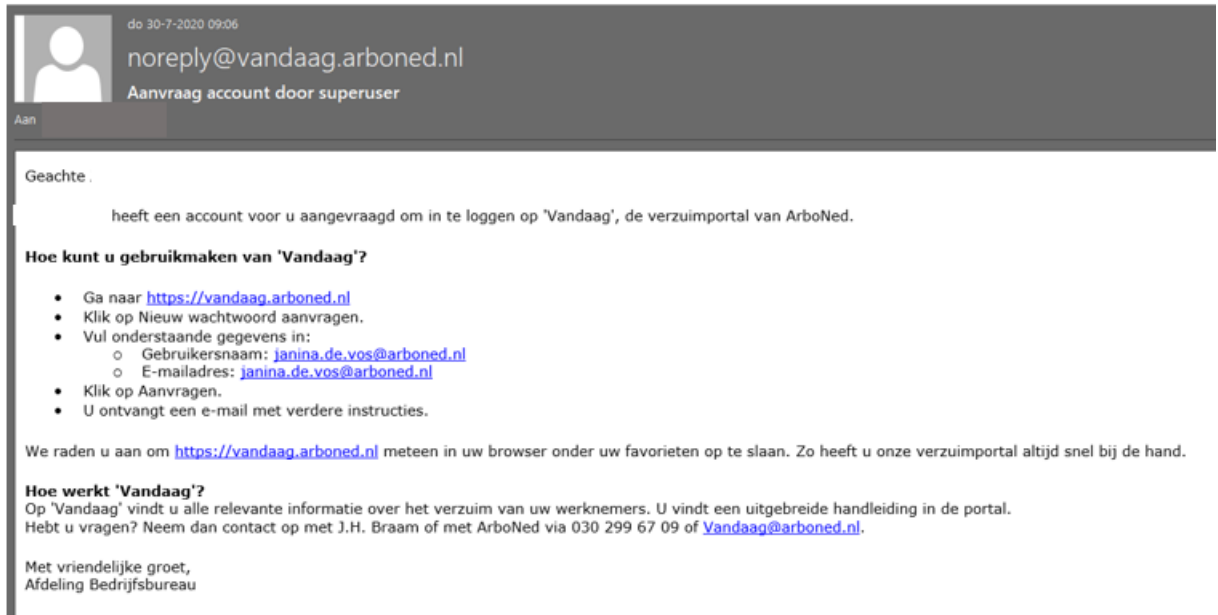 do 30-7-2020 09:06
noreply@vandaag.arboned.nl
Aanvraag account door superuser
Aan
Geachte .
heeft een account voor u aangevraagd om in te loggen op 'Vandaag', de verzuimportal van ArboNed.
Hoe kunt u gebruikmaken van 'Vandaag'?
• Ga naar https://vandaag.arboned.nl
• Klik op Nieuw wachtwoord aanvragen.
• Vul onderstaande gegevens in:
o Gebruikersnaam: janina.de.vos@arboned.nl
o E-mailadres: janina.de.vos@arboned.nl
• Klik op Aanvragen.
• U ontvangt een e-mail met verdere instructies.
We raden u aan om https://vandaag.arboned.nl meteen in uw browser onder uw favorieten op te slaan. Zo heeft u onze verzuimportal altijd snel bij de hand.
Hoe werkt 'Vandaag'?
Op 'Vandaag' vindt u alle relevante informatie over het verzuim van uw werknemers. U vindt een uitgebreide handleiding in de portal.
Hebt u vragen? Neem dan contact op met J.H. Braam of met ArboNed via 030 299 67 09 of Vandaag@arboned.nl.
Met vriendelijke groet,
Afdeling Bedrijfsbureau